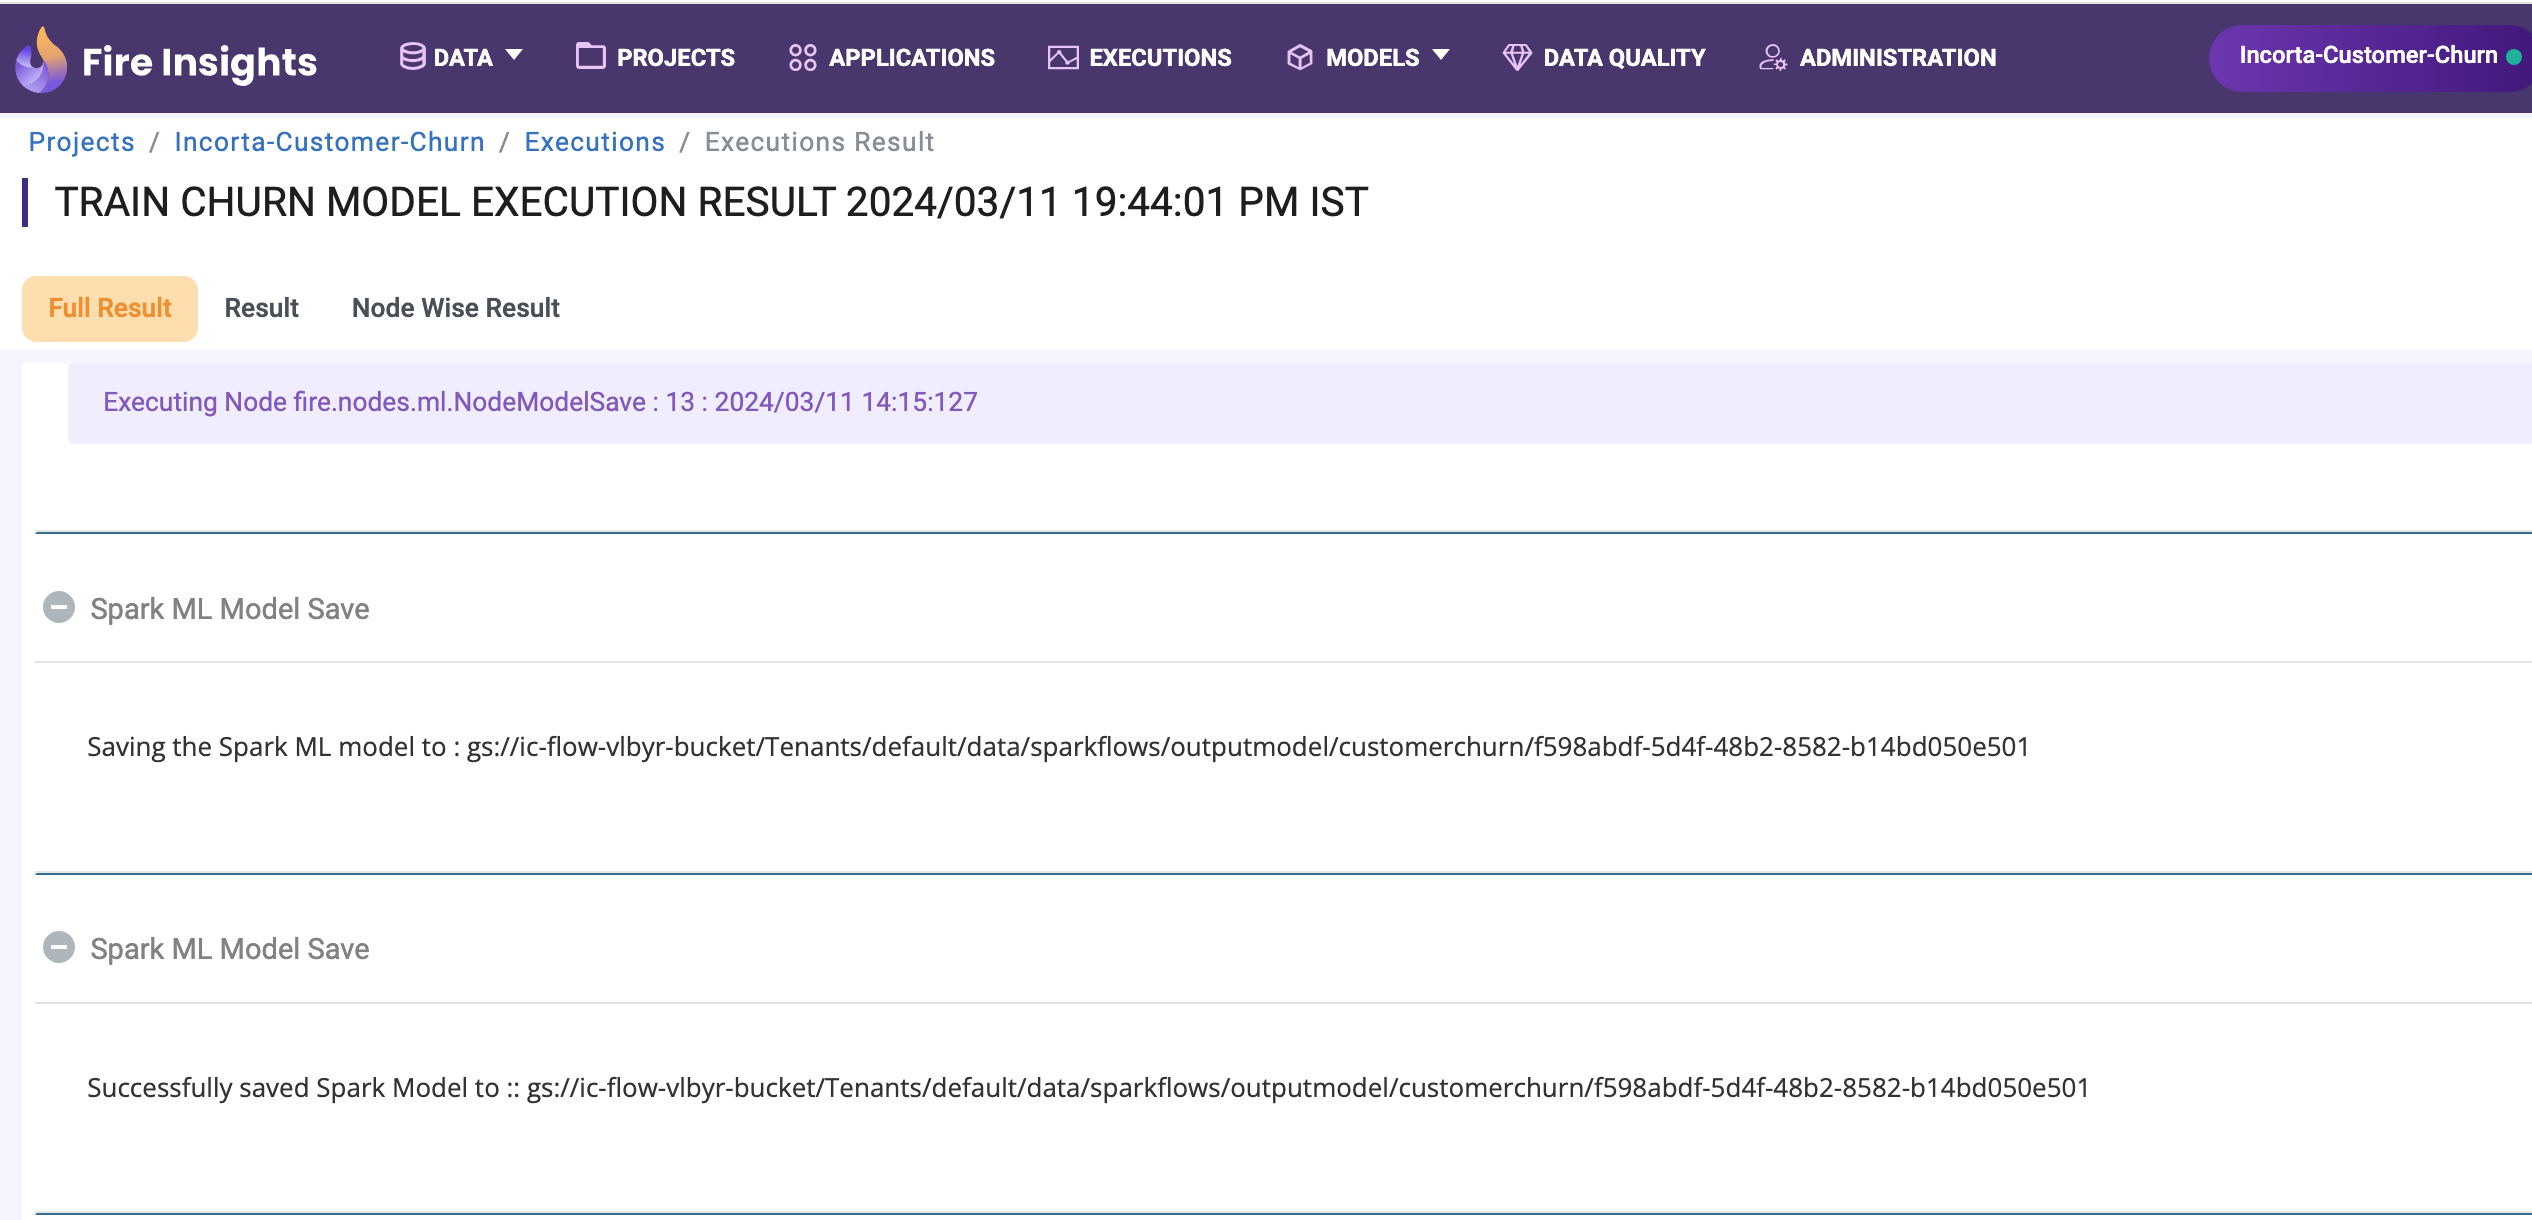 Fire Insights
DATA
PROJECTS
APPLICATIONS
EXECUTIONS
MODELS
DATA QUALITY
ADMINISTRATION
Incorta-Customer-Churn
Projects / Incorta-Customer-Churn / Executions / Executions Result
TRAIN CHURN MODEL EXECUTION RESULT 2024/03/11 19:44:01 PM IST
Full Result
Result
Node Wise Result
Executing Node fire.nodes.ml.NodeModelSave : 13 : 2024/03/11 14:15:127
Spark ML Model Save
Saving the Spark ML model to : gs://ic-flow-vlbyr-bucket/Tenants/default/data/sparkflows/outputmodel/customerchurn/f598abdf-5d4f-48b2-8582-b14bd050e501
Spark ML Model Save
Successfully saved Spark Model to :: gs://ic-flow-vlbyr-bucket/Tenants/default/data/sparkflows/outputmodel/customerchurn/f598abdf-5d4f-48b2-8582-b14bd050e501